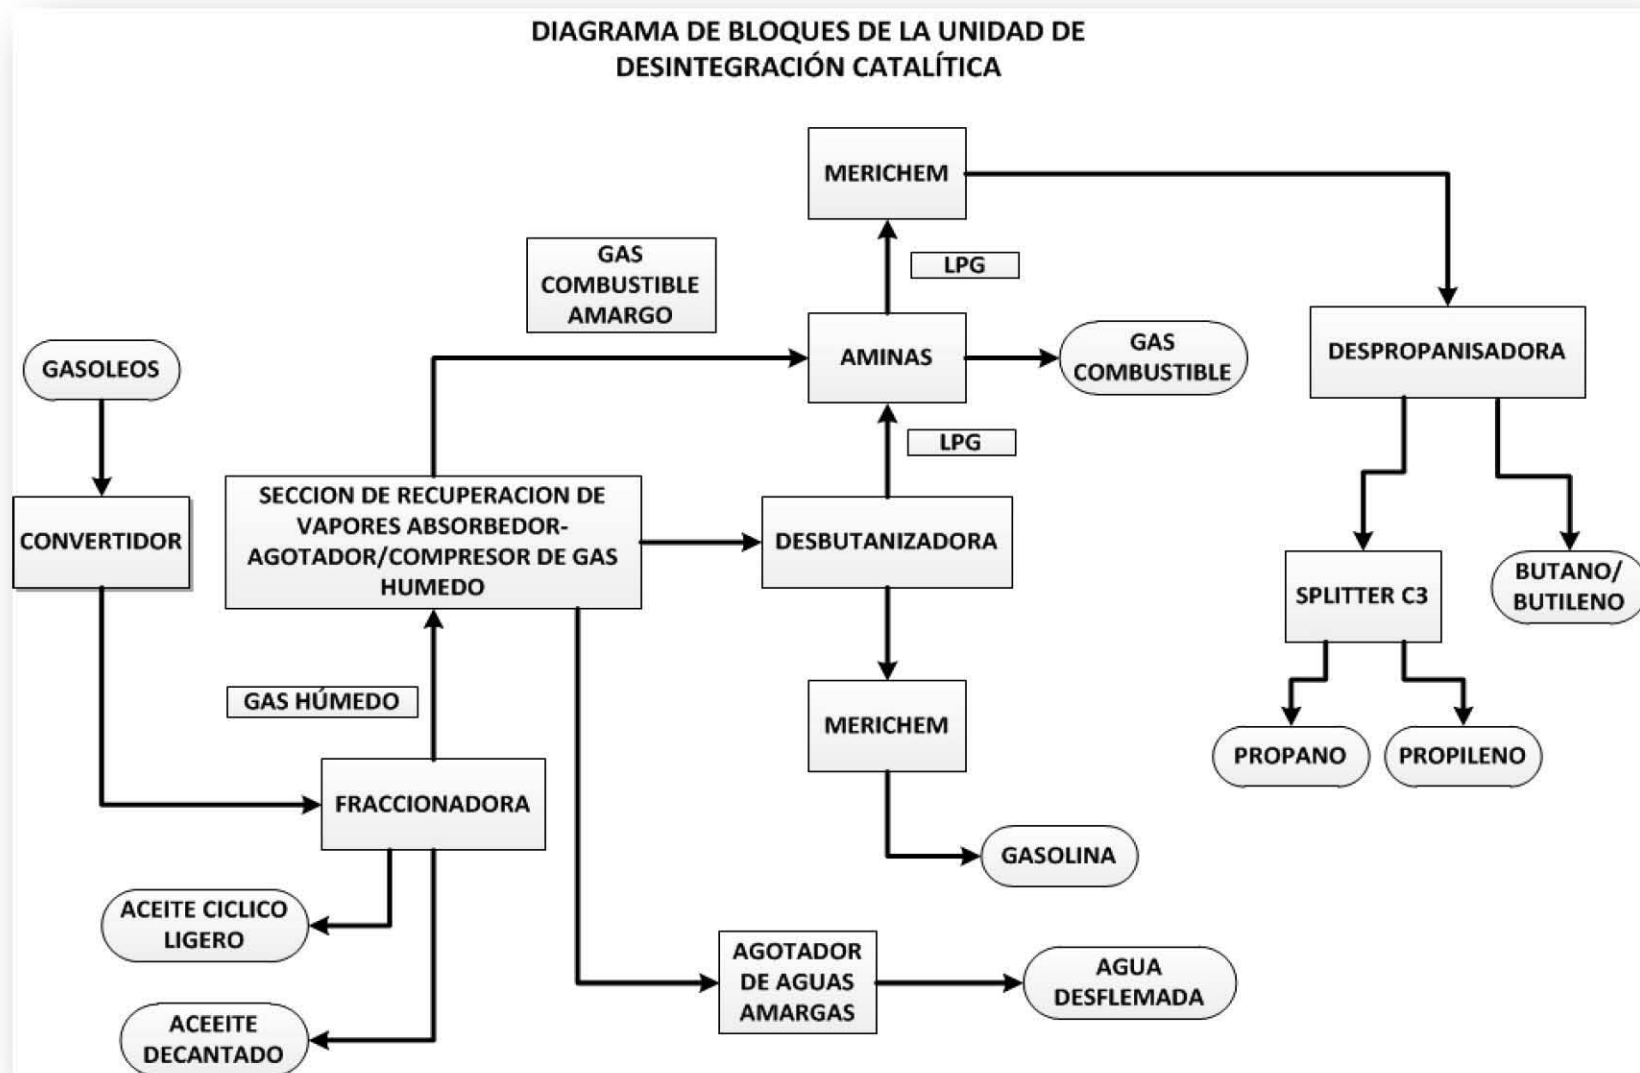 DIAGRAMA DE BLOQUES DE LA UNIDAD DE
DESINTEGRACIÓN CATALÍTICA
MERICHEM
GAS
COMBUSTIBLE
AMARGO
LPG
AMINAS
GAS
COMBUSTIBLE
DESPROPANISADORA
GASOLEOS
LPG
CONVERTIDOR
SECCION DE RECUPERACION DE
VAPORES ABSORBEDOR-
AGOTADOR/COMPRESOR DE GAS
HUMEDO
DESBUTANIZADORA
SPLITTER C3
BUTANO/
BUTILENO
GAS HÚMEDO
MERICHEM
PROPANO
PROPILENO
FRACCIONADORA
GASOLINA
ACEITE CICLICO
LIGERO
AGOTADOR
DE AGUAS
AMARGAS
AGUA
DESFLEMADA
ACEEITE
DECANTADO